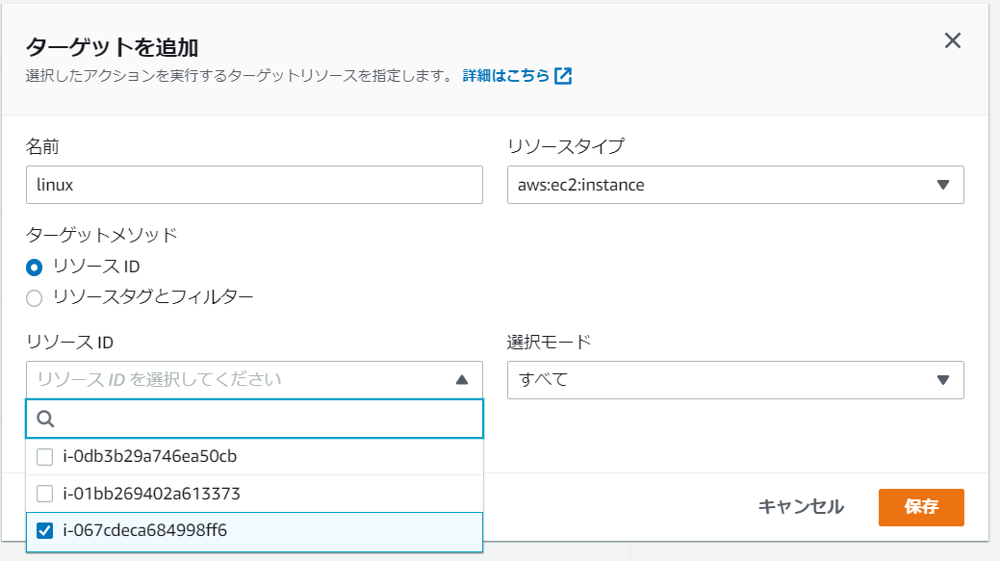 ターゲットを追加
選択したアクションを実行するターゲットリソースを指定します。 詳細はこちら
名前
リソースタイプ
linux
aws:ec2:instance
ターゲットメソッド
リソース ID
リソースタグとフィルター
リソース ID
選択モード
リソース ID を選択してください
すべて
i-0db3b29a746ea50cb
i-01bb269402a613373
i-067cdeca684998ff6
キャンセル
保存